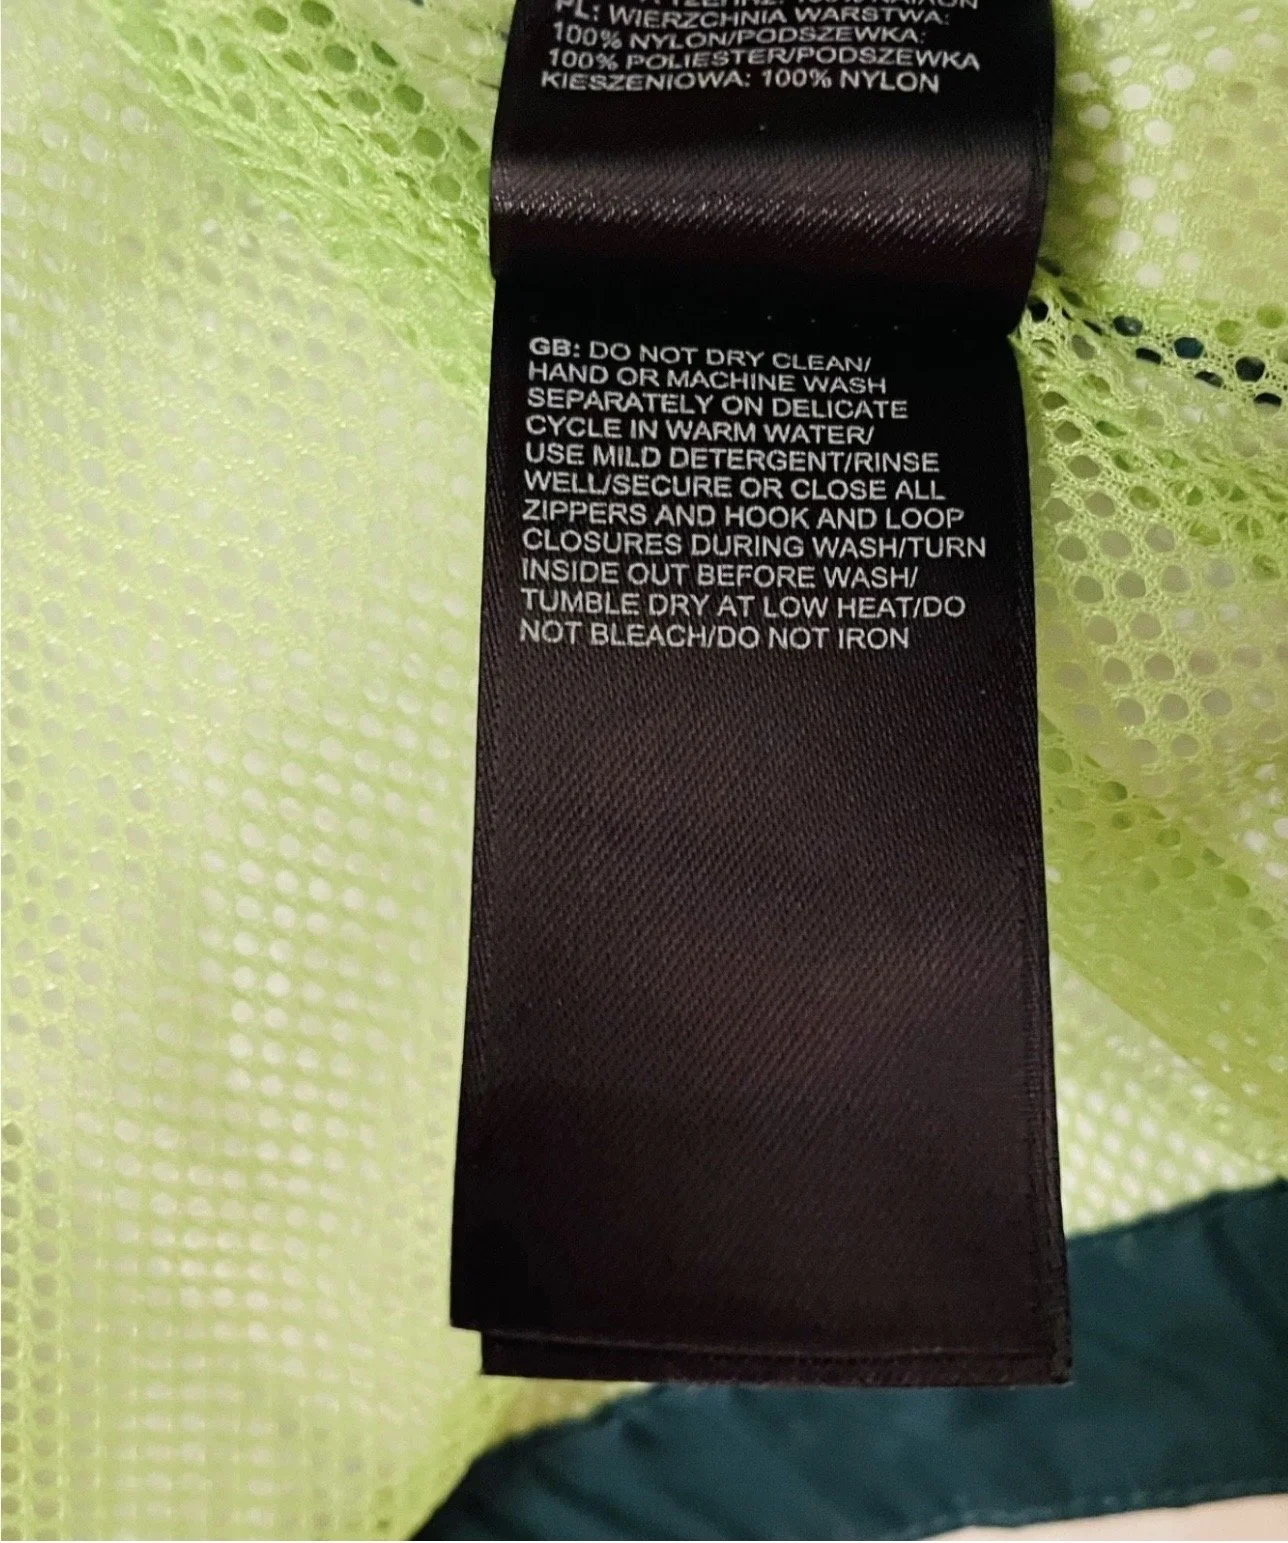 100% NYLON
PL: WIERZCHNIA WARSTWA:
100% NYLON/PODSZEWKA:
100% POLIESTER/PODSZEWKA
KIESZENIOWA: 100% NYLON
GB: DO NOT DRY CLEAN/
HAND OR MACHINE WASH
SEPARATELY ON DELICATE
CYCLE IN WARM WATER/
USE MILD DETERGENT/RINSE
WELL/SECURE OR CLOSE ALL
ZIPPERS AND HOOK AND LOOP
CLOSURES DURING WASH/TURN
INSIDE OUT BEFORE WASH/
TUMBLE DRY AT LOW HEAT/DO
NOT BLEACH/DO NOT IRON